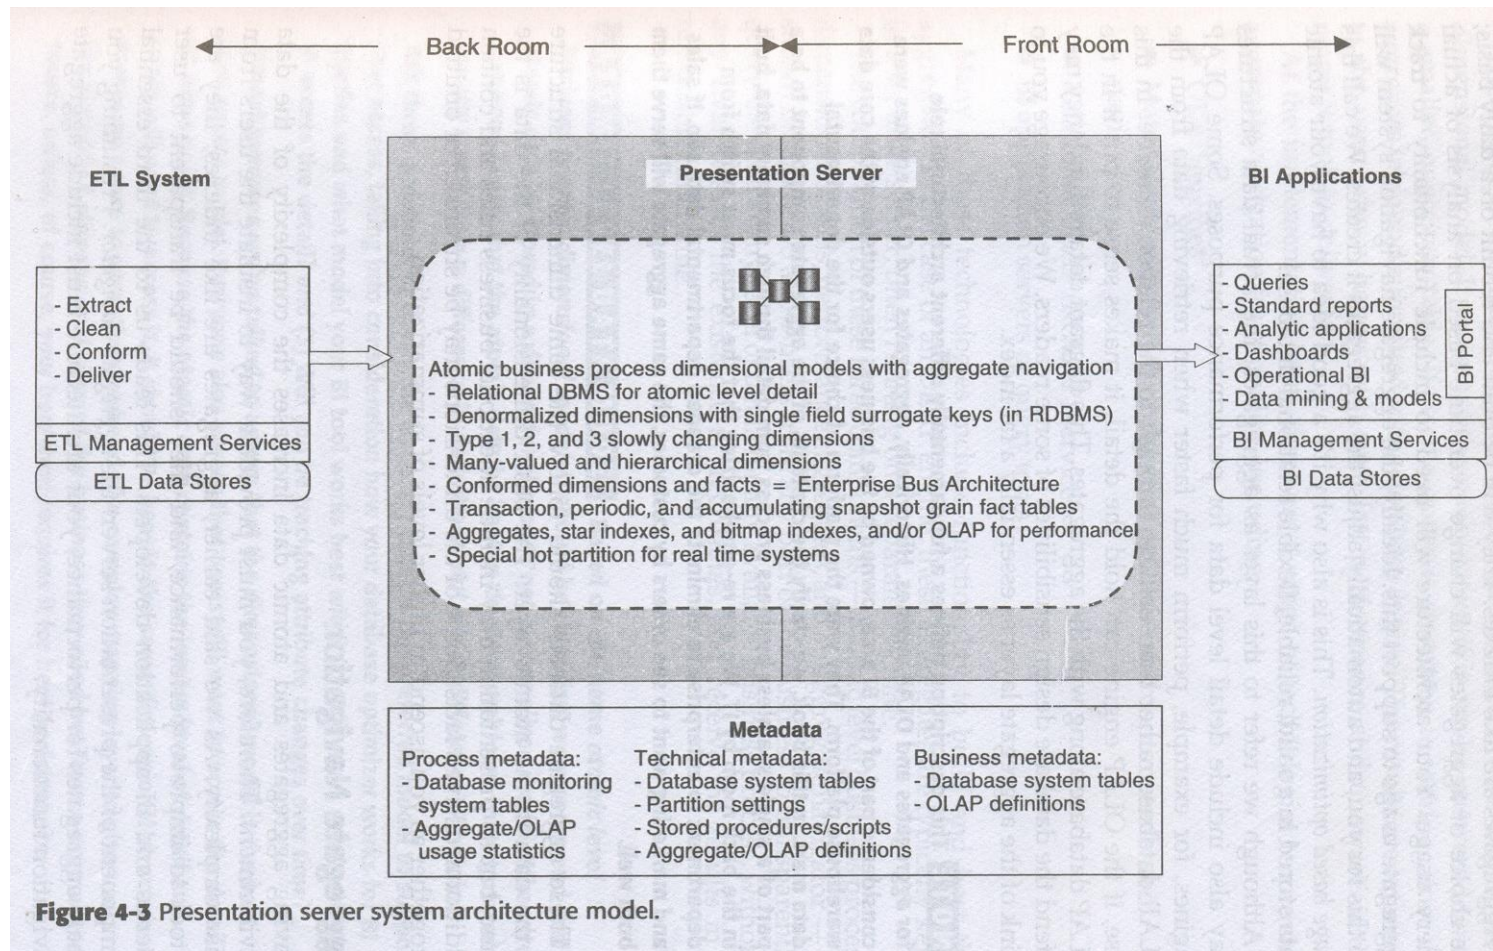 Back Room
Front Room
ETL System
Presentation Server
BI Applications
- Extract
- Clean
- Conform
- Deliver
ETL Management Services
ETL Data Stores
Atomic business process dimensional models with aggregate navigation
- Relational DBMS for atomic level detail
- Denormalized dimensions with single field surrogate keys (in RDBMS)
- Type 1, 2, and 3 slowly changing dimensions
- Many-valued and hierarchical dimensions
- Conformed dimensions and facts = Enterprise Bus Architecture
- Transaction, periodic, and accumulating snapshot grain fact tables
- Aggregates, star indexes, and bitmap indexes, and/or OLAP for performance
- Special hot partition for real time systems
- Queries
- Standard reports
- Analytic applications
- Dashboards
- Operational BI
- Data mining & models
BI Portal
BI Management Services
BI Data Stores
Metadata
Process metadata:
- Database monitoring
system tables
- Aggregate/OLAP
usage statistics
Technical metadata:
- Database system tables
- Partition settings
- Stored procedures/scripts
- Aggregate/OLAP definitions
Business metadata:
- Database system tables
- OLAP definitions
Figure 4-3 Presentation server system architecture model.